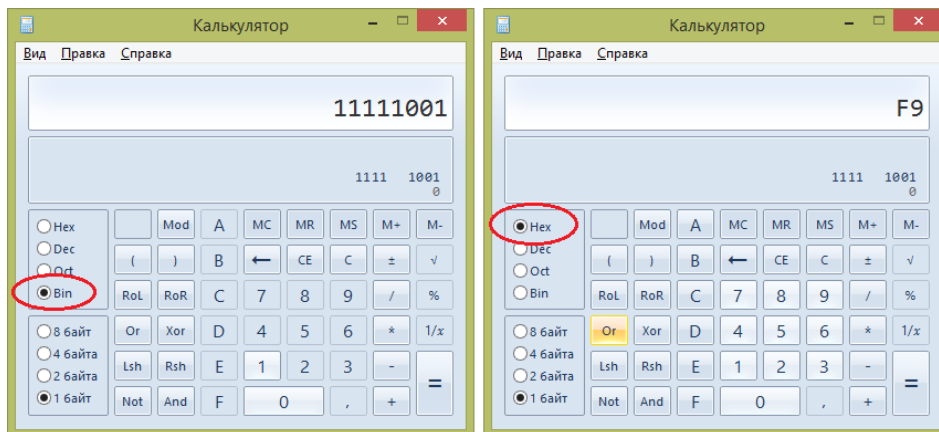 Калькулятор
Вид Правка Справка
11111001
1111 1001
0
Hex Mod A MC MR MS M+ M-
Dec ( ) B ← CE C ± √
Oct
Bin RoL RoR C 7 8 9 / %
8 байт Or Xor D 4 5 6 * 1/x
4 байта
2 байта Lsh Rsh E 1 2 3 - =
1 байт Not And F 0 , +
Калькулятор
Вид Правка Справка
F9
1111 1001
0
Hex Mod A MC MR MS M+ M-
Dec ( ) B ← CE C ± √
Oct
Bin RoL RoR C 7 8 9 / %
8 байт Or Xor D 4 5 6 * 1/x
4 байта
2 байта Lsh Rsh E 1 2 3 - =
1 байт Not And F 0 , +